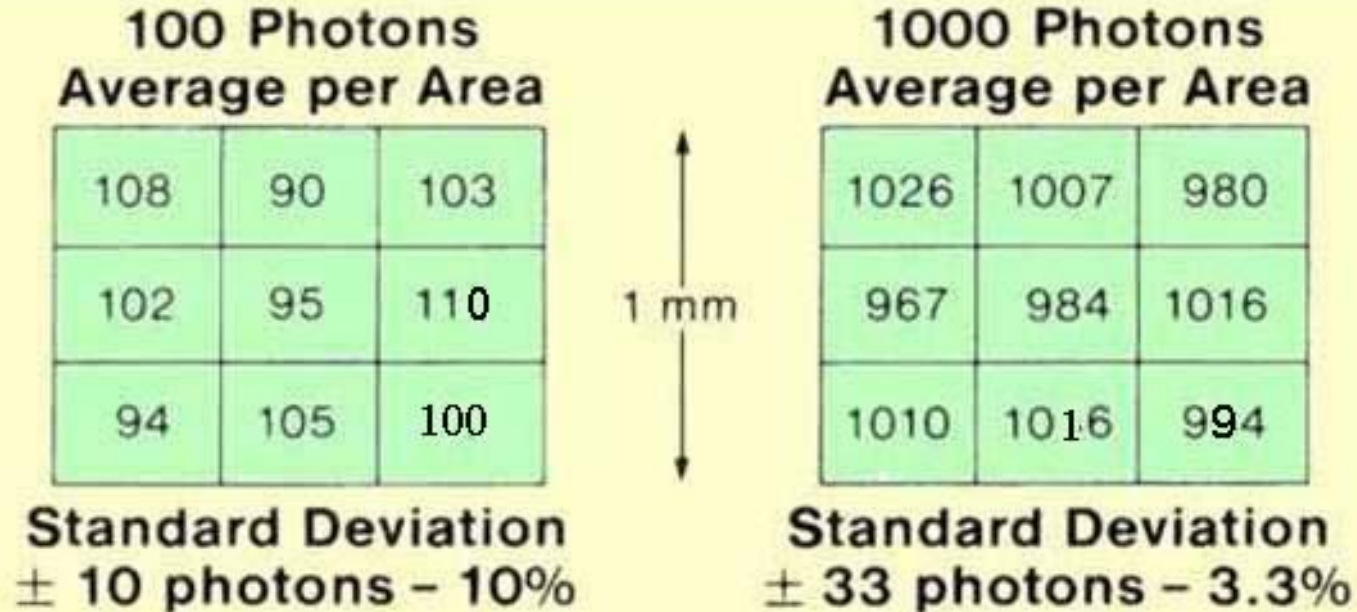 100 Photons
Average per Area
108 90 103
102 95 110
94 105 100
Standard Deviation
± 10 photons – 10%
1 mm
1000 Photons
Average per Area
1026 1007 980
967 984 1016
1010 1016 994
Standard Deviation
± 33 photons – 3.3%